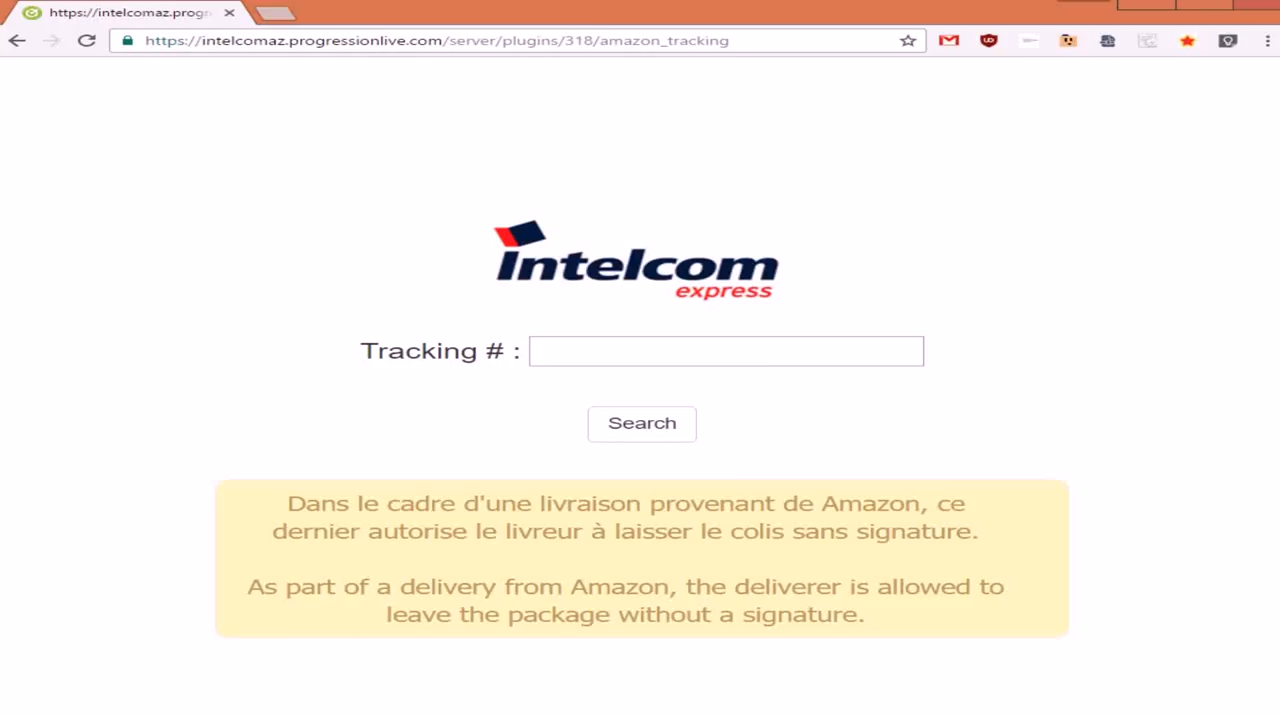 https://intelcomaz.progr
https://intelcomaz.progressionlive.com/server/plugins/318/amazon_tracking
Intelcom
express
Tracking # :
Search
Dans le cadre d'une livraison provenant de Amazon, ce
dernier autorise le livreur à laisser le colis sans signature.
As part of a delivery from Amazon, the deliverer is allowed to
leave the package without a signature.